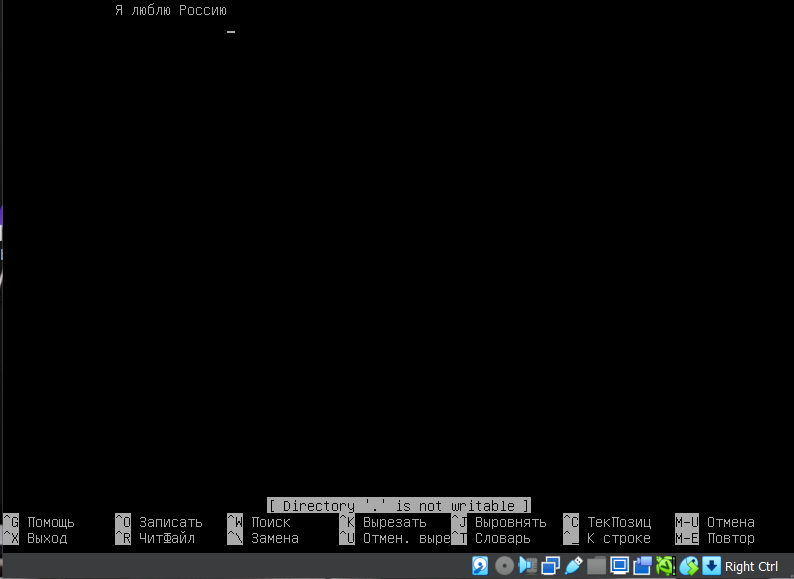 Я люблю Россию
[ Directory '.' is not writable ]
^G Помощь ^O Записать ^W Поиск ^K Вырезать ^J Выровнять ^C ТекПозиц M-U Отмена
^X Выход ^R ЧитФайл ^\ Замена ^U Отмен. выре ^T Словарь ^_ К строке M-E Повтор
Right Ctrl